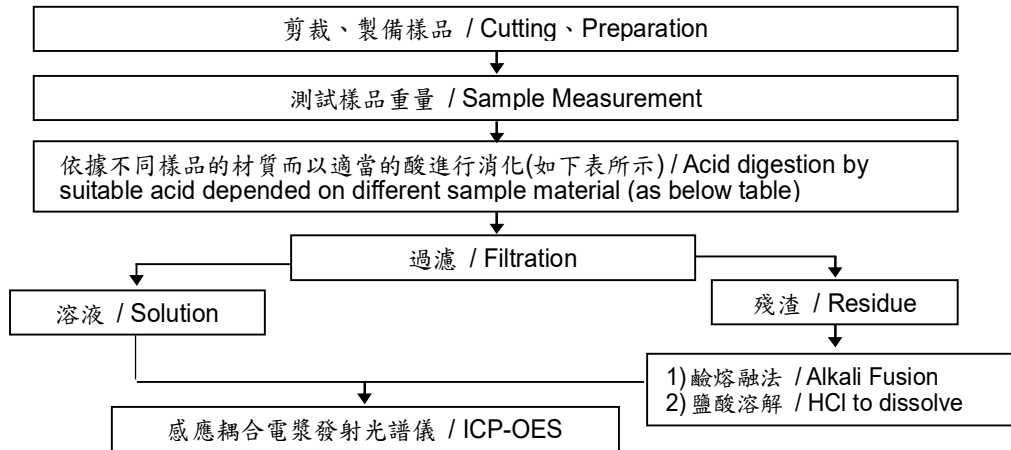 剪裁、製備樣品 / Cutting、Preparation
測試樣品重量 / Sample Measurement
依據不同樣品的材質而以適當的酸進行消化(如下表所示) / Acid digestion by
suitable acid depended on different sample material (as below table)
過濾 / Filtration
溶液 / Solution
殘渣 / Residue
1) 鹼熔融法 / Alkali Fusion
2) 鹽酸溶解 / HCl to dissolve
感應耦合電漿發射光譜儀 / ICP-OES